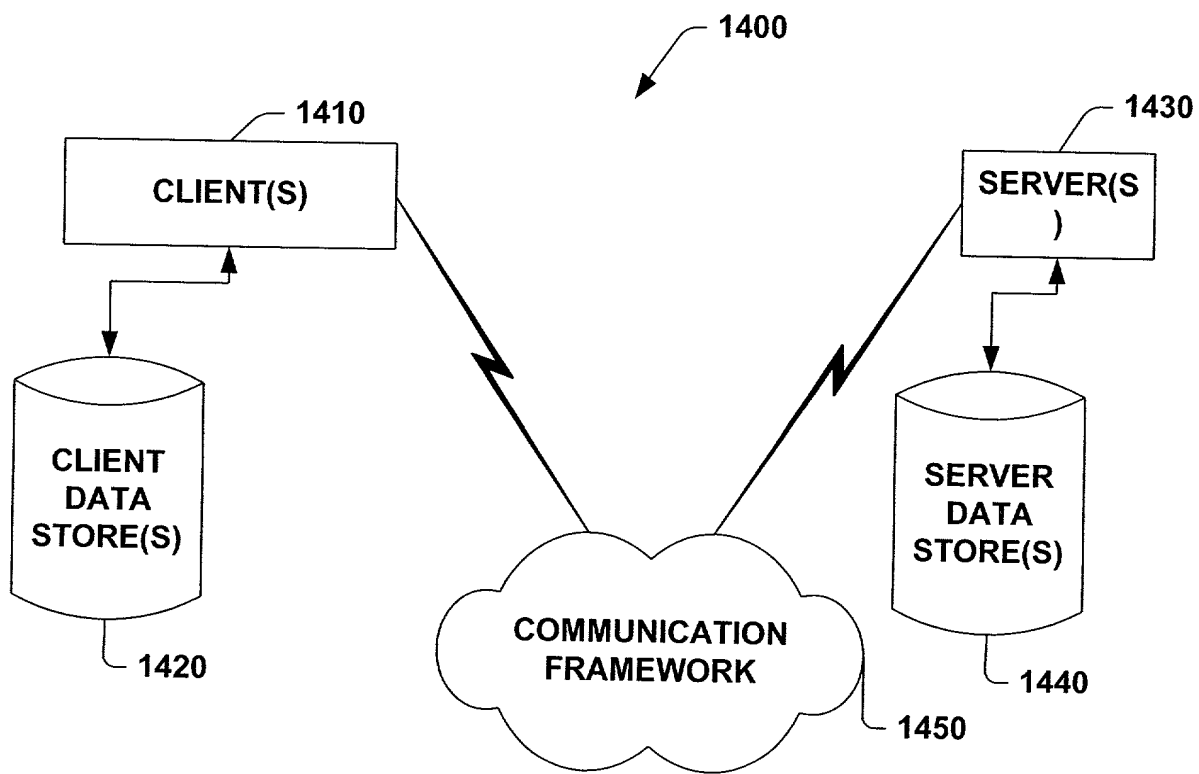 1400
1410
CLIENT(S)
1430
SERVER(S
)
CLIENT
DATA
STORE(S)
1420
SERVER
DATA
STORE(S)
1440
COMMUNICATION
FRAMEWORK
1450